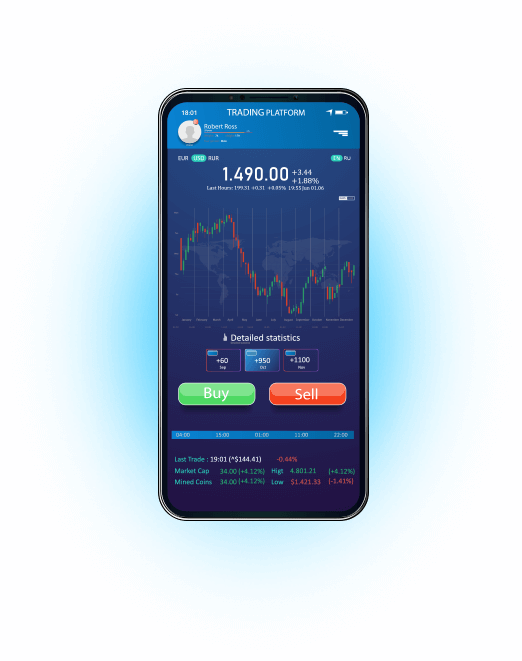 18:01
TRADING PLATFORM
Robert Ross
EUR USD RUR
EN RU
1.490.00 +3.44
+1.88%
Last Hours: 199.31 +0.31 +0.05% 19:55 Jun 01.06
January February March April May June July August September October November Decembers
Detailed statistics
+60 +950 +1100
Sep Oct Nov
Buy Sell
04:00 15:00 01:00 11:00 22:00
Last Trade : 19:01 (^$144.41) -0.44%
Market Cap 34.00 (+4.12%) Higt 4.801.21 (+4.12%)
Mined Coins 34.00 (+4.12%) Low $1.421.33 (-1.41%)